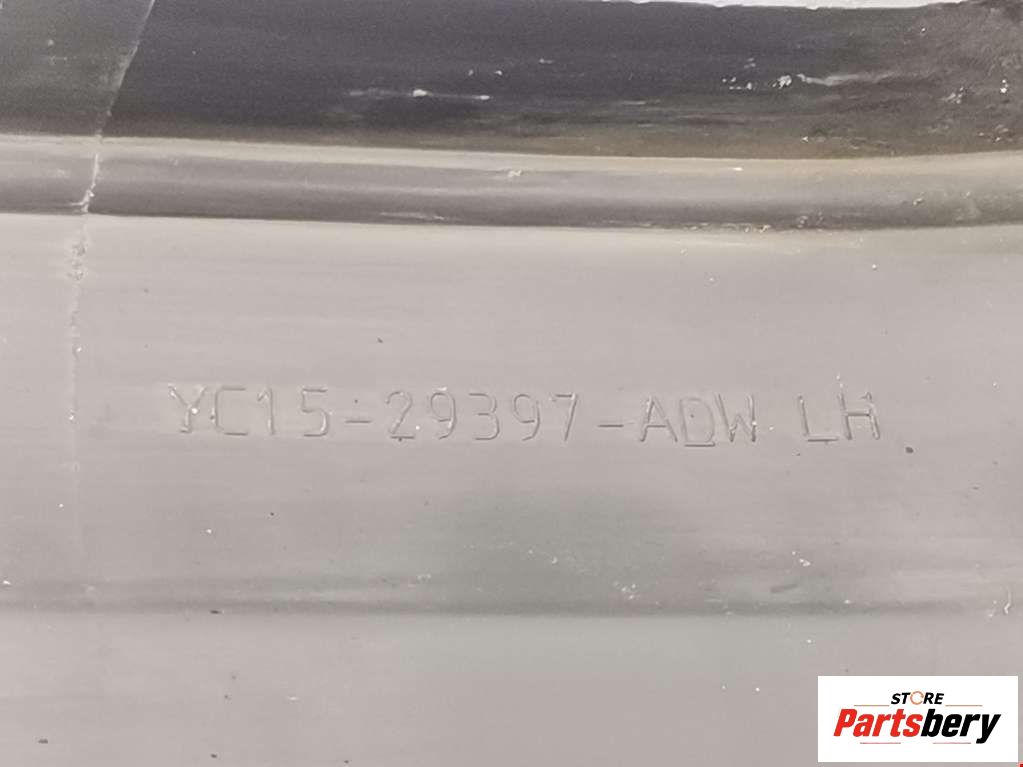 YC15-29397-ADW LH
STORE
Partsbery